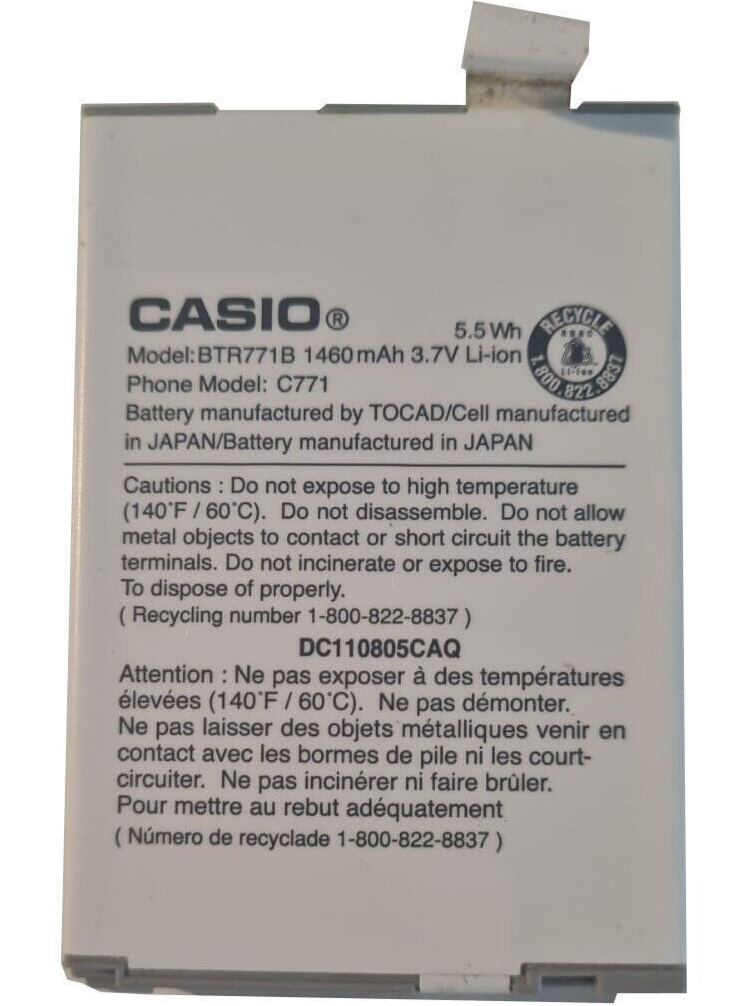 CASIO®
5.5 Wh
Model:BTR771B 1460 mAh 3.7V Li-ion
RECYCLE
RBRC
Li-ion
1.800.822.8837
Phone Model: C771
Battery manufactured by TOCAD/Cell manufactured
in JAPAN/Battery manufactured in JAPAN
Cautions : Do not expose to high temperature
(140°F / 60°C). Do not disassemble. Do not allow
metal objects to contact or short circuit the battery
terminals. Do not incinerate or expose to fire.
To dispose of properly.
( Recycling number 1-800-822-8837 )
DC110805CAQ
Attention : Ne pas exposer à des températures
élevées (140°F / 60°C). Ne pas démonter.
Ne pas laisser des objets métalliques venir en
contact avec les bormes de pile ni les court-
circuiter. Ne pas incinérer ni faire brûler.
Pour mettre au rebut adéquatement
( Número de recyclade 1-800-822-8837 )